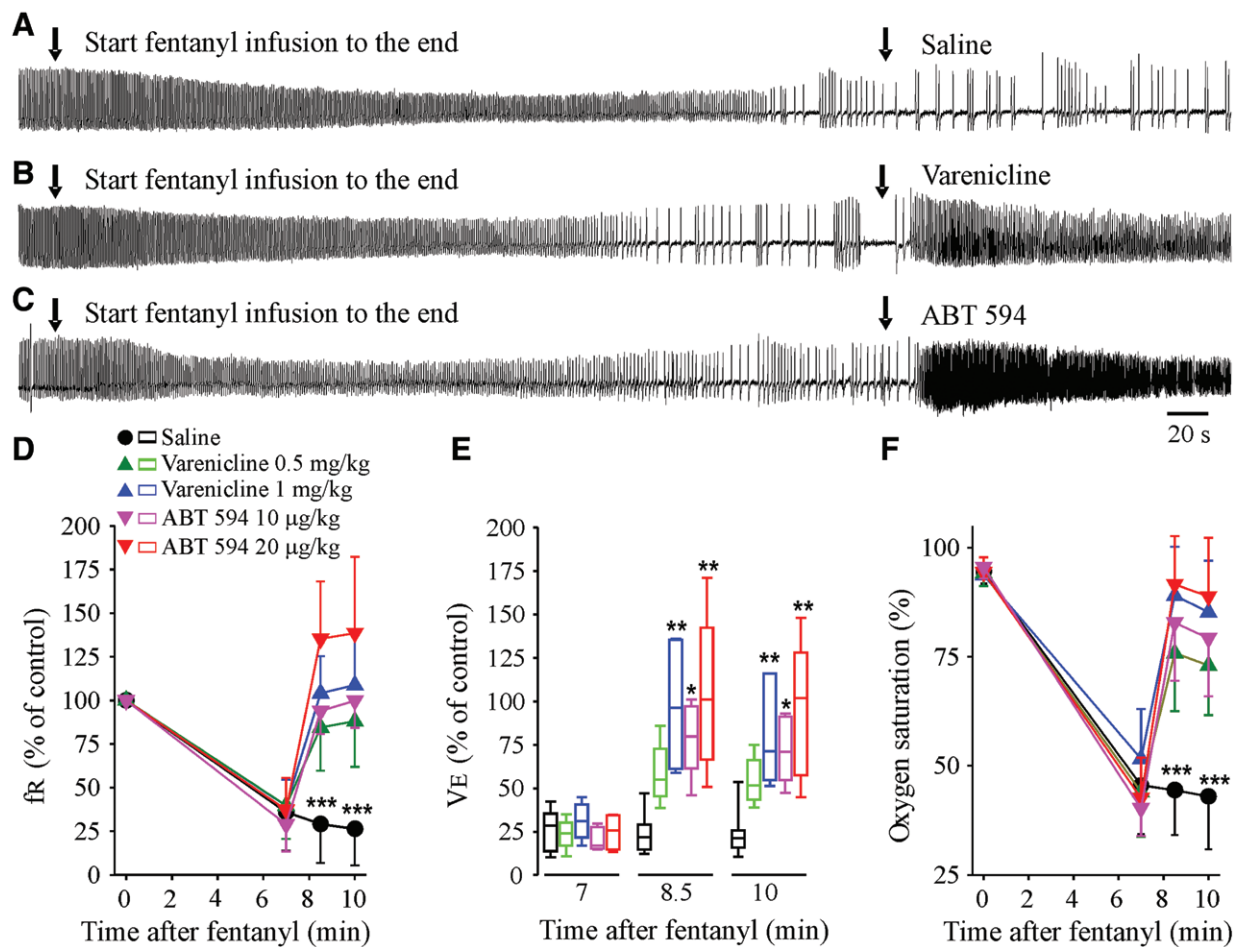 A
Start fentanyl infusion to the end
Saline
B
Start fentanyl infusion to the end
Varenicline
C
Start fentanyl infusion to the end
ABT 594
20 s
D
Saline
Varenicline 0.5 mg/kg
Varenicline 1 mg/kg
ABT 594 10 µg/kg
ABT 594 20 µg/kg
200
175
150
125
100
75
50
25
0
fR (% of control)
*** ***
0 2 4 6 8 10
Time after fentanyl (min)
E
200
175
150
125
100
75
50
25
0
VE (% of control)
** * **
** * **
7 8.5 10
Time after fentanyl (min)
F
100
75
50
25
Oxygen saturation (%)
*** ***
0 2 4 6 8 10
Time after fentanyl (min)